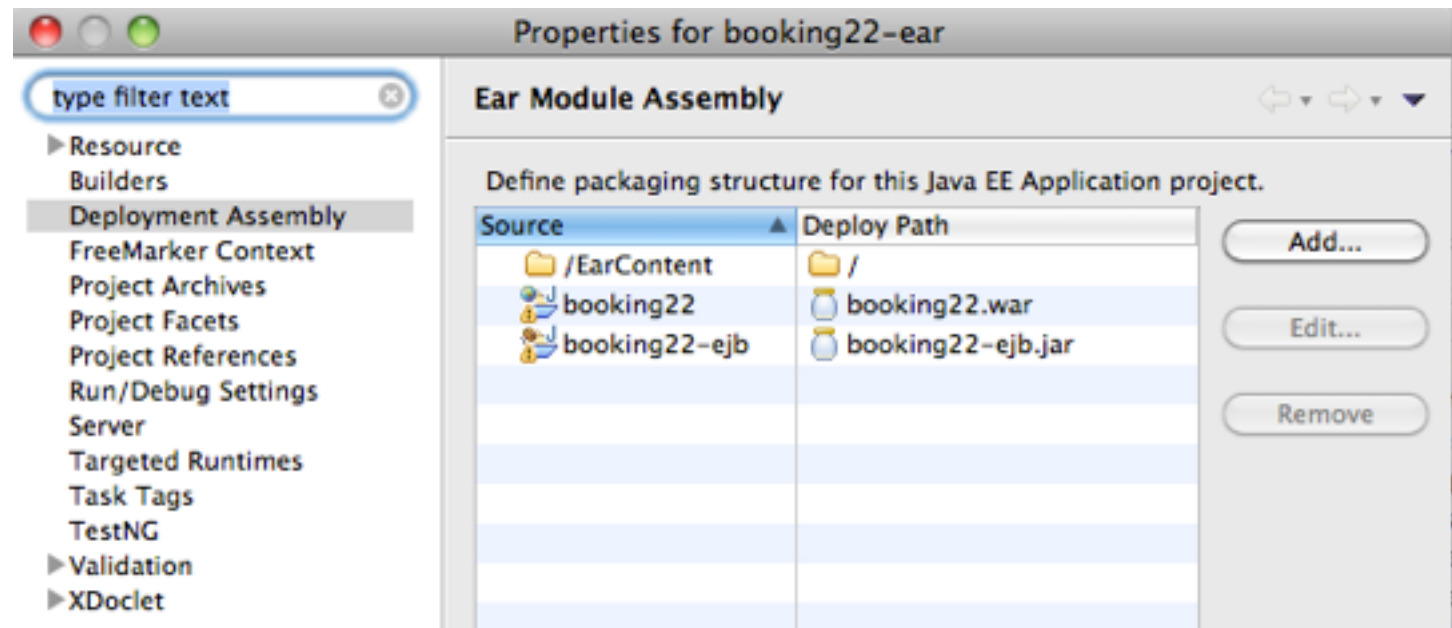 Properties for booking22-ear
type filter text
Resource
Builders
Deployment Assembly
FreeMarker Context
Project Archives
Project Facets
Project References
Run/Debug Settings
Server
Targeted Runtimes
Task Tags
TestNG
Validation
XDoclet
Ear Module Assembly
Define packaging structure for this Java EE Application project.
Source Deploy Path
/EarContent /
booking22 booking22.war
booking22-ejb booking22-ejb.jar
Add...
Edit...
Remove